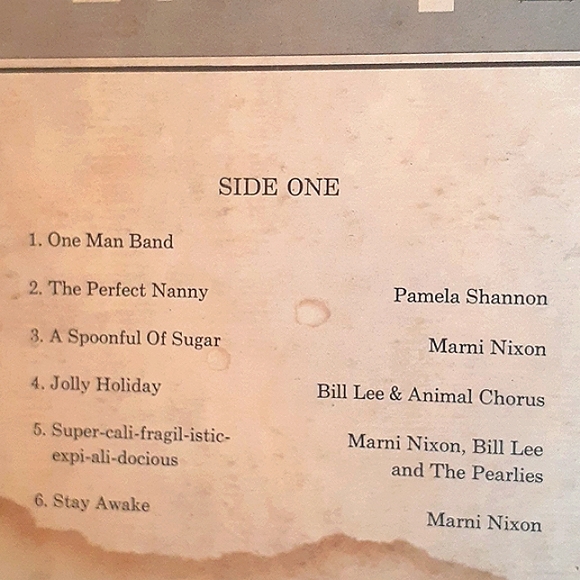 SIDE ONE
1. One Man Band
2. The Perfect Nanny Pamela Shannon
3. A Spoonful Of Sugar Marni Nixon
4. Jolly Holiday Bill Lee & Animal Chorus
5. Super-cali-fragil-istic- Marni Nixon, Bill Lee
expi-ali-docious and The Pearlies
6. Stay Awake Marni Nixon